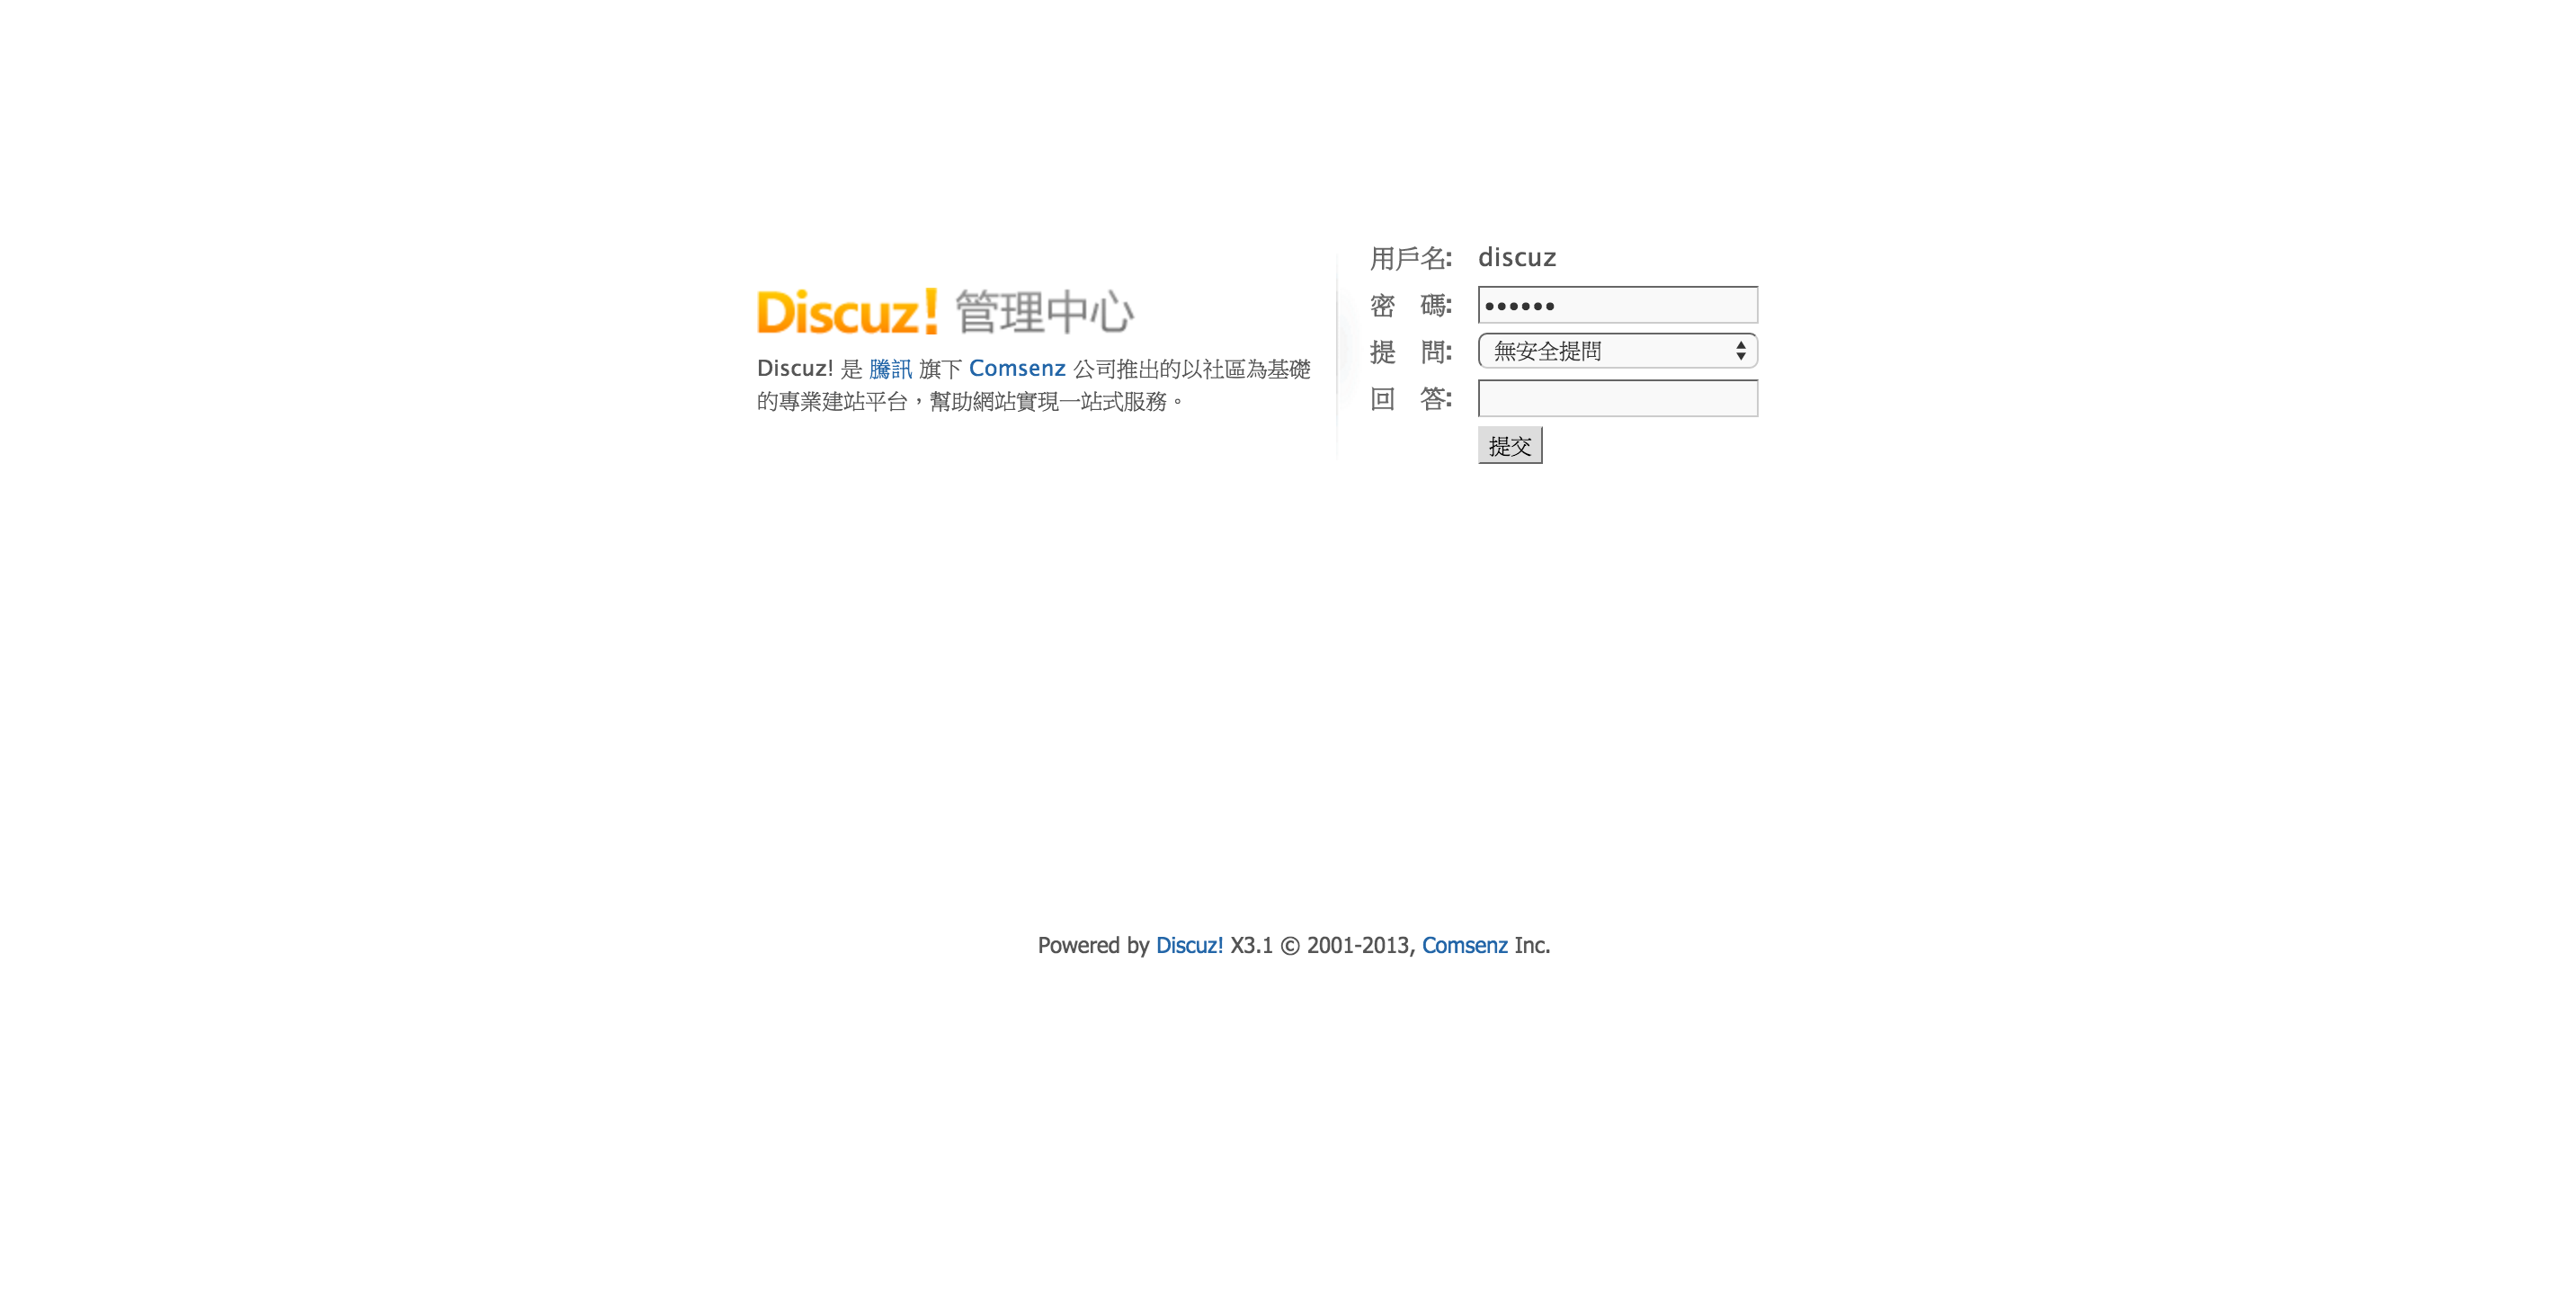 Discuz! 管理中心
Discuz! 是 騰訊 旗下 Comsenz 公司推出的以社區為基礎
的專業建站平台，幫助網站實現一站式服務。
用戶名: discuz
密　碼: ••••••
提　問: 無安全提問
回　答:
提交
Powered by Discuz! X3.1 © 2001-2013, Comsenz Inc.